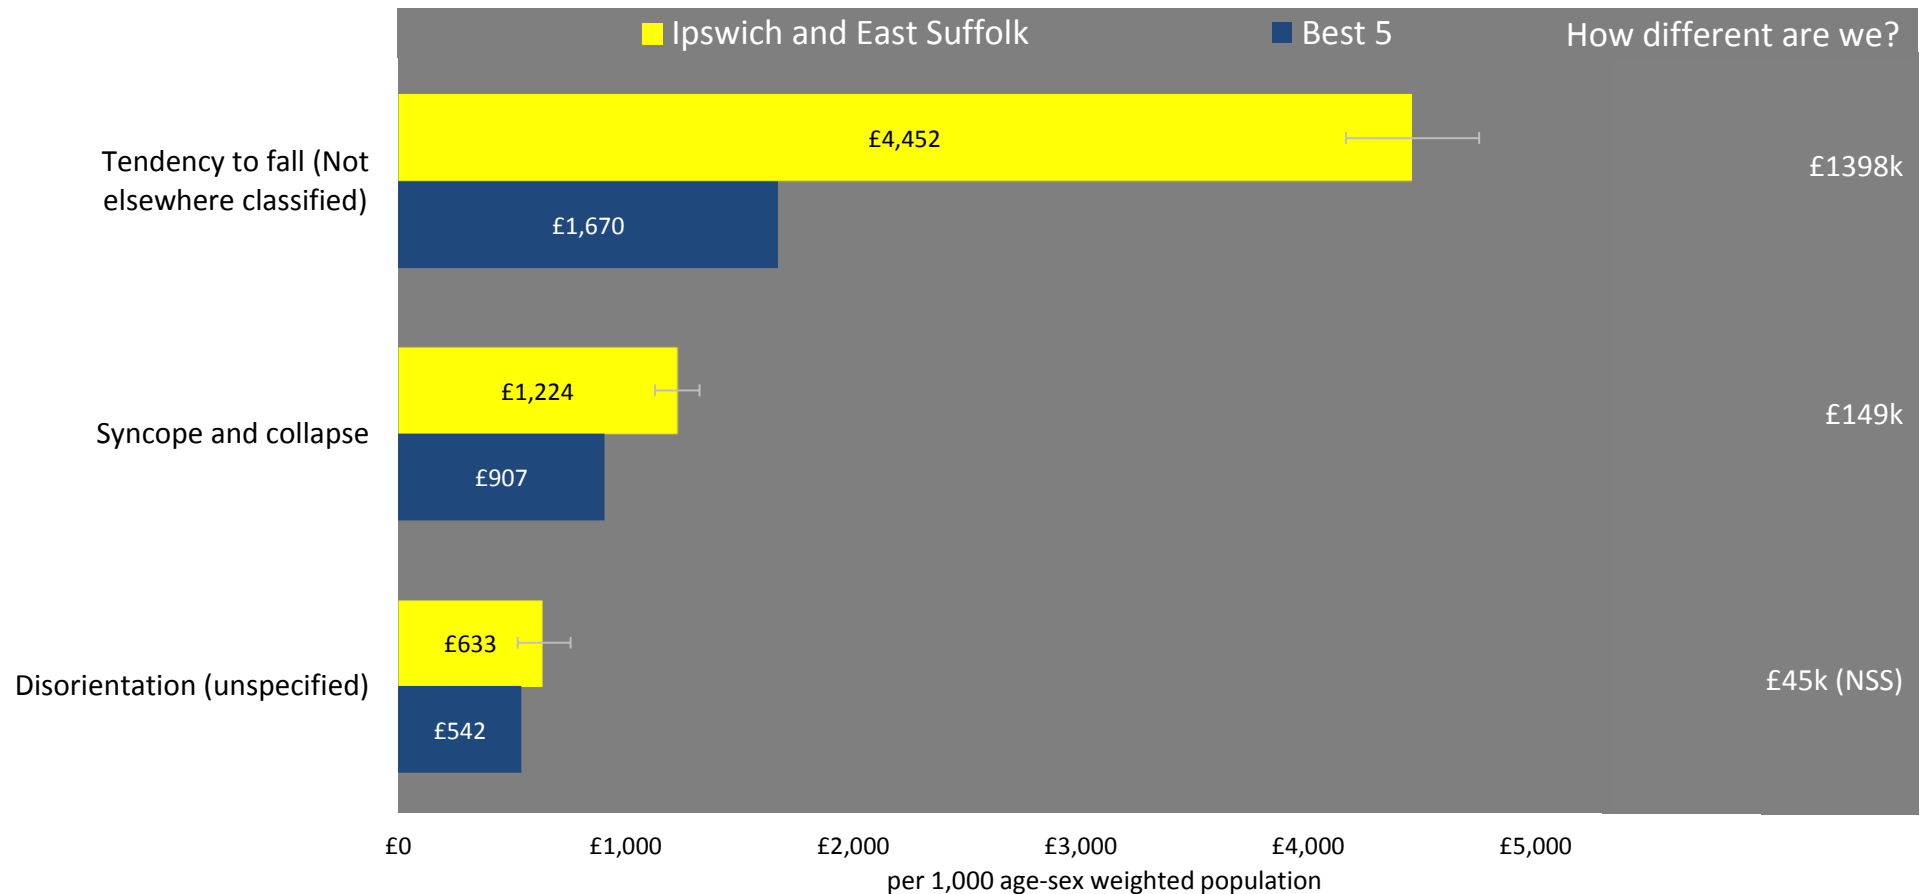 Ipswich and East Suffolk
Best 5
How different are we?
Tendency to fall (Not
elsewhere classified)
£4,452
£1,670
£1398k
Syncope and collapse
£1,224
£907
£149k
Disorientation (unspecified)
£633
£542
£45k (NSS)
£0 £1,000 £2,000 £3,000 £4,000 £5,000
per 1,000 age-sex weighted population